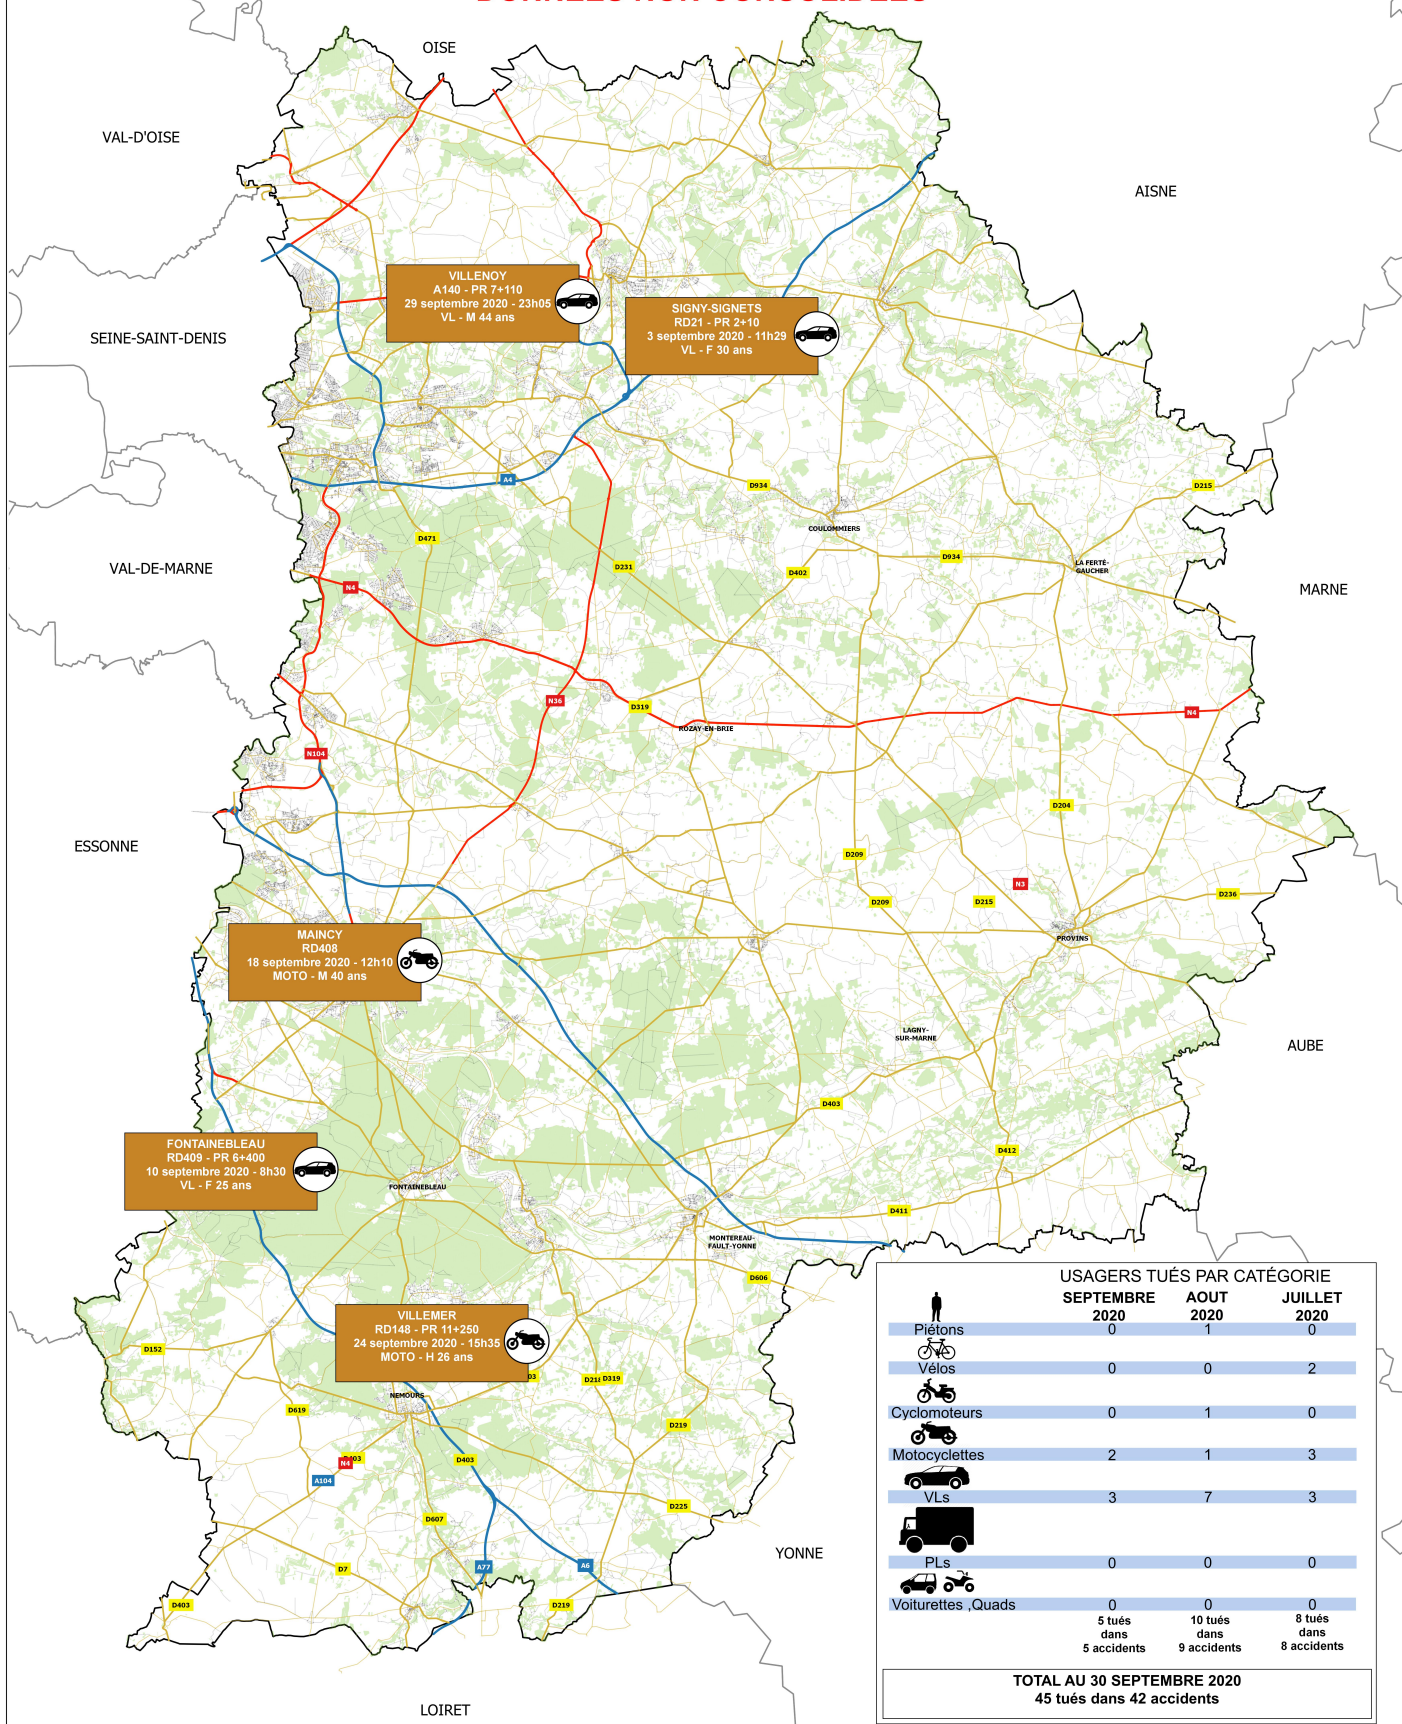 DONNÉES NON CONSOLIDÉES
OISE
VAL-D'OISE
AISNE
VILLENOY
A140 - PR 7+110
29 septembre 2020 - 23h05
VL - M 44 ans
SIGNY-SIGNETS
RD21 - PR 2+10
3 septembre 2020 - 11h29
VL - F 30 ans
SEINE-SAINT-DENIS
A4
D934
D215
COULOMMIERS
D471
D934
VAL-DE-MARNE
D231
D402
LA FERTÉ-
GAUCHER
N4
MARNE
N36
D319
N4
ROZAY-EN-BRIE
N104
D204
ESSONNE
D209
N3
D209
D215
D236
MAINCY
RD408
18 septembre 2020 - 12h10
MOTO - M 40 ans
PROVINS
LAGNY-
SUR-MARNE
AUBE
D403
FONTAINEBLEAU
RD409 - PR 6+400
10 septembre 2020 - 8h30
VL - F 25 ans
D412
FONTAINEBLEAU
D411
MONTEREAU-
FAULT-YONNE
D606
VILLEMER
RD148 - PR 11+250
24 septembre 2020 - 15h35
MOTO - H 26 ans
D152
03
D218
D319
NEMOURS
D619
D219
D403
N4
D403
A104
D225
D607
D7
A77
A6
YONNE
D403
D219
LOIRET
USAGERS TUÉS PAR CATÉGORIE
SEPTEMBRE AOUT JUILLET
2020 2020 2020
Piétons 0 1 0
Vélos 0 0 2
Cyclomoteurs 0 1 0
Motocyclettes 2 1 3
VLs 3 7 3
PLs 0 0 0
Voiturettes ,Quads 0 0 0
5 tués 10 tués 8 tués
dans dans dans
5 accidents 9 accidents 8 accidents
TOTAL AU 30 SEPTEMBRE 2020
45 tués dans 42 accidents